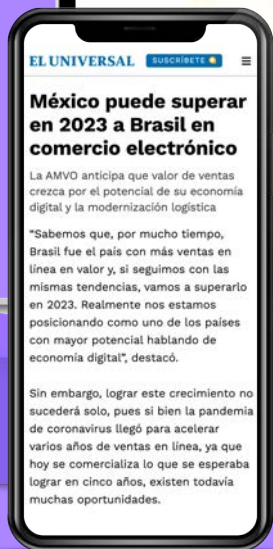 EL UNIVERSAL SUSCRÍBETE
México puede superar
en 2023 a Brasil en
comercio electrónico
La AMVO anticipa que valor de ventas
crezca por el potencial de su economía
digital y la modernización logística
"Sabemos que, por mucho tiempo,
Brasil fue el país con más ventas en
línea en valor y, si seguimos con las
mismas tendencias, vamos a superarlo
en 2023. Realmente nos estamos
posicionando como uno de los países
con mayor potencial hablando de
economía digital", destacó.
Sin embargo, lograr este crecimiento no
sucederá solo, pues si bien la pandemia
de coronavirus llegó para acelerar
varios años de ventas en línea, ya que
hoy se comercializa lo que se esperaba
lograr en cinco años, existen todavía
muchas oportunidades.